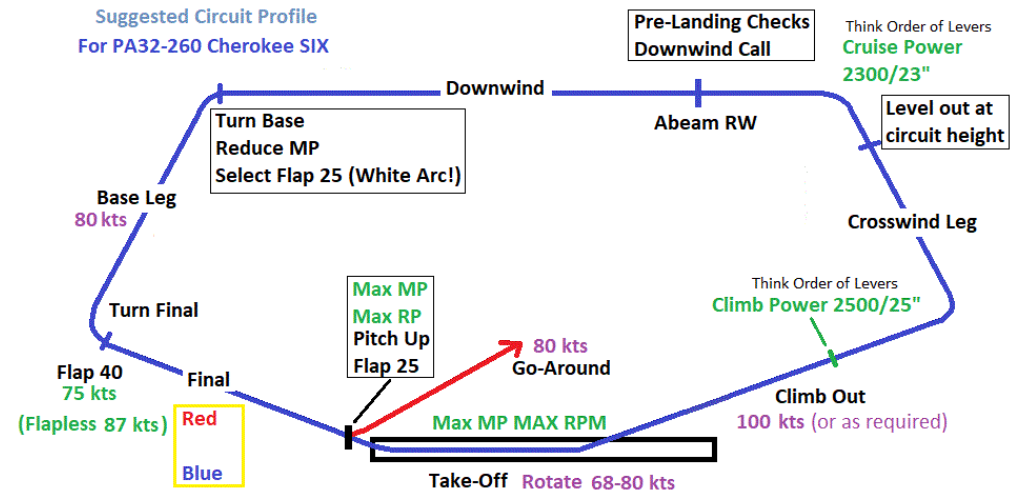 Suggested Circuit Profile
For PA32-260 Cherokee SIX
Pre-Landing Checks
Downwind Call
Think Order of Levers
Cruise Power
2300/23"
Downwind
Abeam RW
Level out at
circuit height
Turn Base
Reduce MP
Select Flap 25 (White Arc!)
Base Leg
80 kts
Crosswind Leg
Turn Final
Max MP
Max RP
Pitch Up
Flap 25
Think Order of Levers
Climb Power 2500/25"
80 kts
Go-Around
Flap 40
75 kts
(Flapless 87 kts)
Final
Red
Blue
Climb Out
100 kts (or as required)
Max MP MAX RPM
Take-Off Rotate 68-80 kts